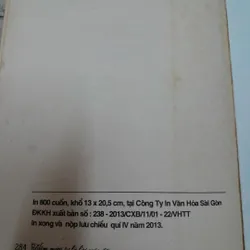 In 800 cuốn, khổ 13 x 20,5 cm, tại Công Ty In Văn Hóa Sài Gòn
ĐKKH xuất bản số : 238 - 2013/CXB/11/01 - 22/VHTT
In xong và nộp lưu chiểu quí IV năm 2013.